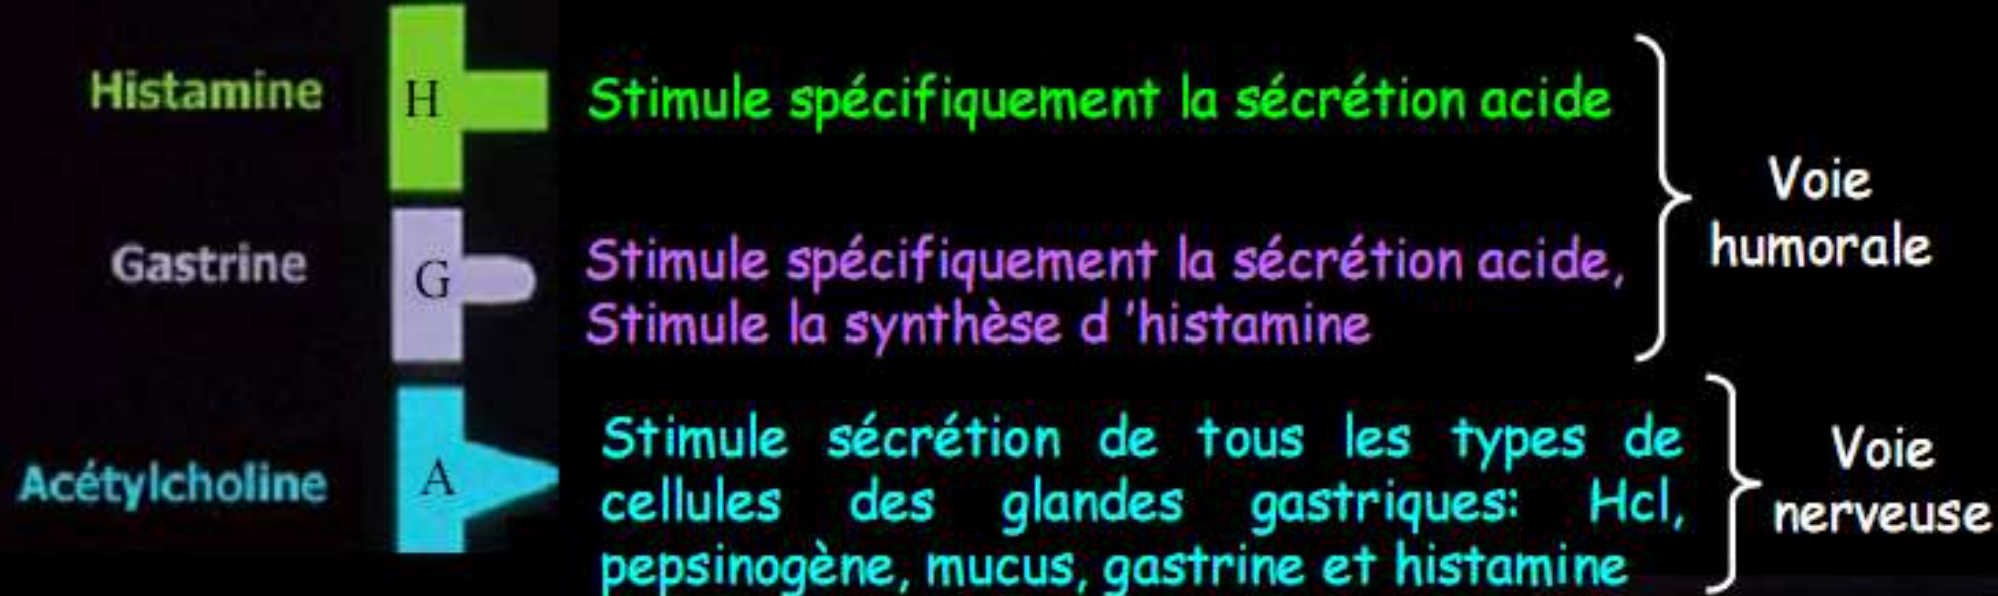 Histamine
H
Stimule spécifiquement la sécrétion acide
Gastrine
G
Stimule spécifiquement la sécrétion acide,
Stimule la synthèse d 'histamine
Voie
humorale
Acétylcholine
A
Stimule sécrétion de tous les types de
cellules des glandes gastriques: Hcl,
pepsinogène, mucus, gastrine et histamine
Voie
nerveuse